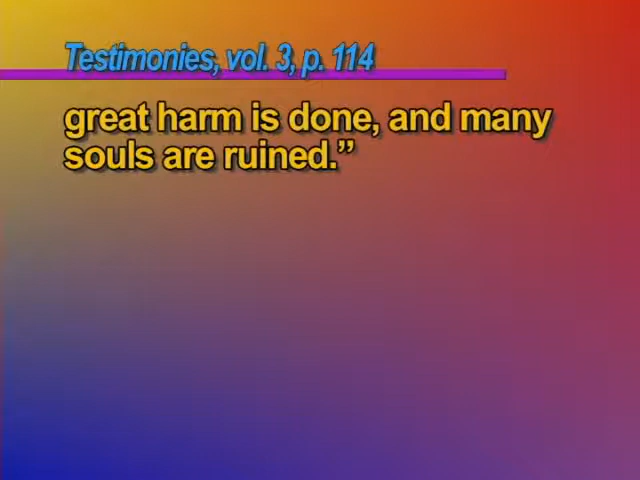 Testimonies, vol. 3, p. 114
great harm is done, and many
souls are ruined.”